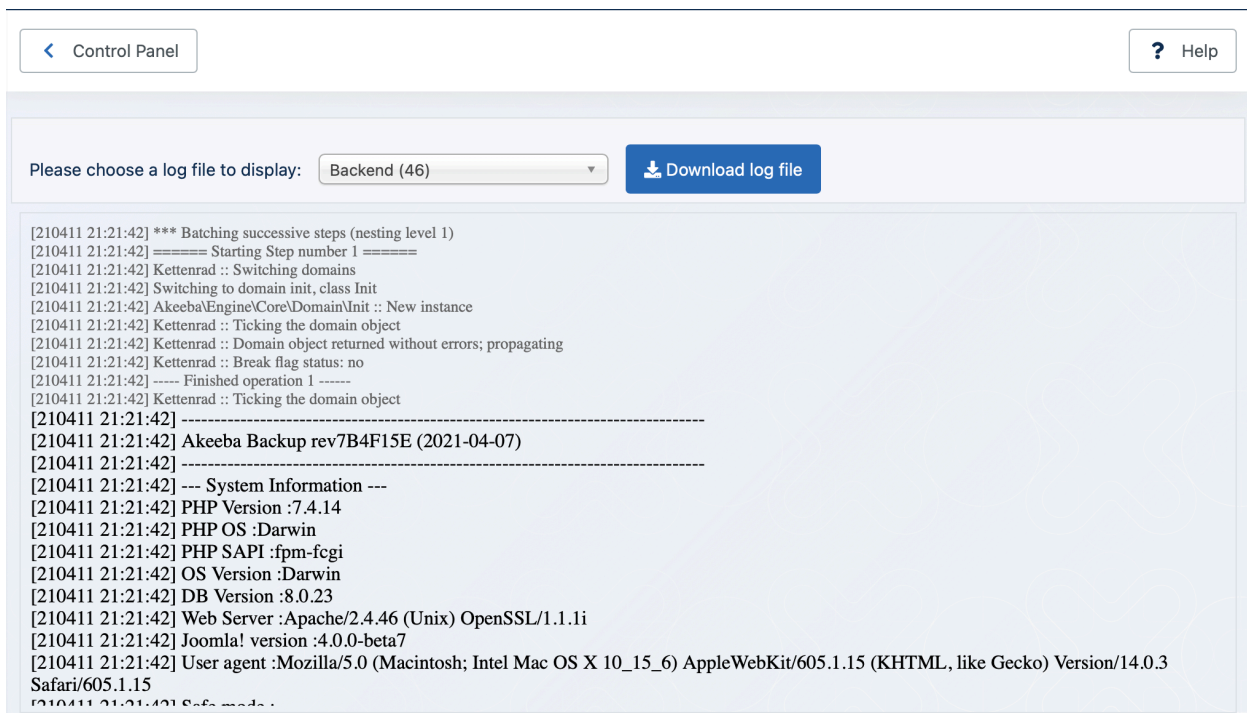 Control Panel
? Help
Please choose a log file to display: Backend (46) Download log file
[210411 21:21:42] *** Batching successive steps (nesting level 1)
[210411 21:21:42] ====== Starting Step number 1 ======
[210411 21:21:42] Kettenrad :: Switching domains
[210411 21:21:42] Switching to domain init, class Init
[210411 21:21:42] Akeeba\Engine\Core\Domain\Init :: New instance
[210411 21:21:42] Kettenrad :: Ticking the domain object
[210411 21:21:42] Kettenrad :: Domain object returned without errors; propagating
[210411 21:21:42] Kettenrad :: Break flag status: no
[210411 21:21:42] ----- Finished operation 1 ------
[210411 21:21:42] Kettenrad :: Ticking the domain object
[210411 21:21:42] --------------------------------------------------------------------------------
[210411 21:21:42] Akeeba Backup rev7B4F15E (2021-04-07)
[210411 21:21:42] --------------------------------------------------------------------------------
[210411 21:21:42] --- System Information ---
[210411 21:21:42] PHP Version :7.4.14
[210411 21:21:42] PHP OS :Darwin
[210411 21:21:42] PHP SAPI :fpm-fcgi
[210411 21:21:42] OS Version :Darwin
[210411 21:21:42] DB Version :8.0.23
[210411 21:21:42] Web Server :Apache/2.4.46 (Unix) OpenSSL/1.1.1i
[210411 21:21:42] Joomla! version :4.0.0-beta7
[210411 21:21:42] User agent :Mozilla/5.0 (Macintosh; Intel Mac OS X 10_15_6) AppleWebKit/605.1.15 (KHTML, like Gecko) Version/14.0.3
Safari/605.1.15
[210411 21:21:42] Safe mode :